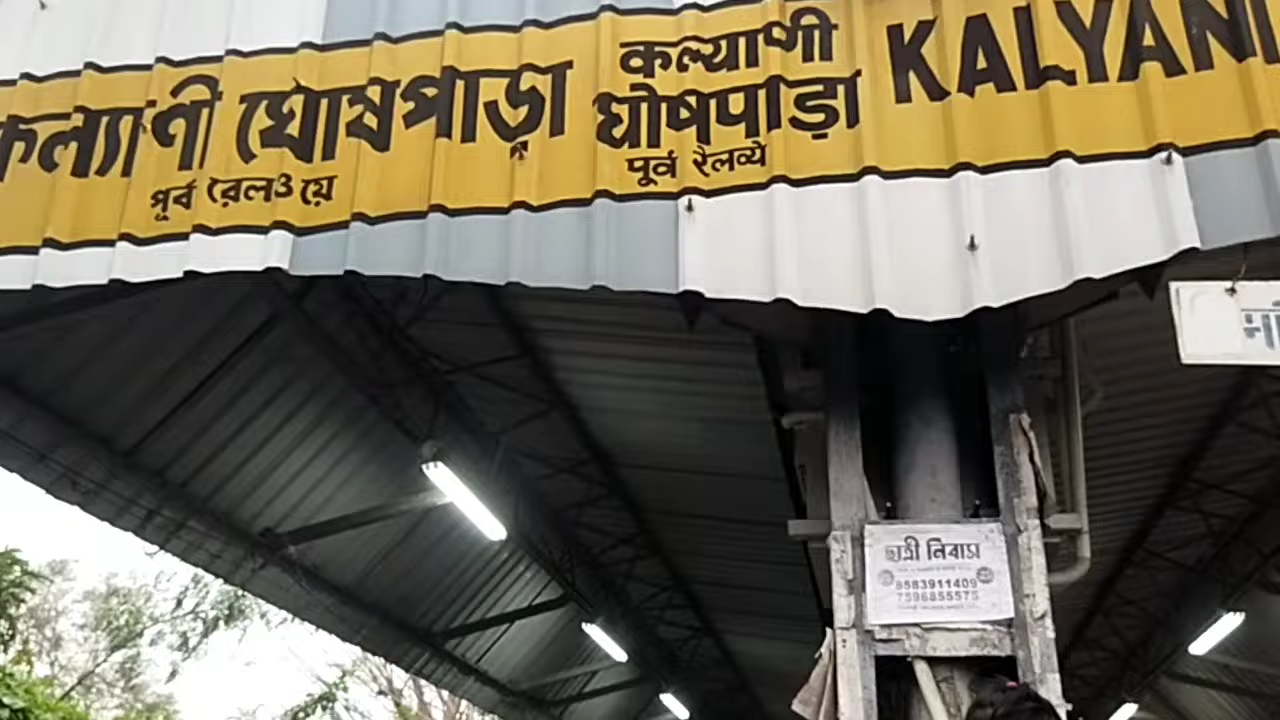 কল্যাণী ঘোষপাড়া
পূর্ব রেলওয়ে
कल्याणी
घोषपाड़ा
पूर्व रेलव्ये
KALYANI
ছাত্রী নিবাস
8583911409
7596855575